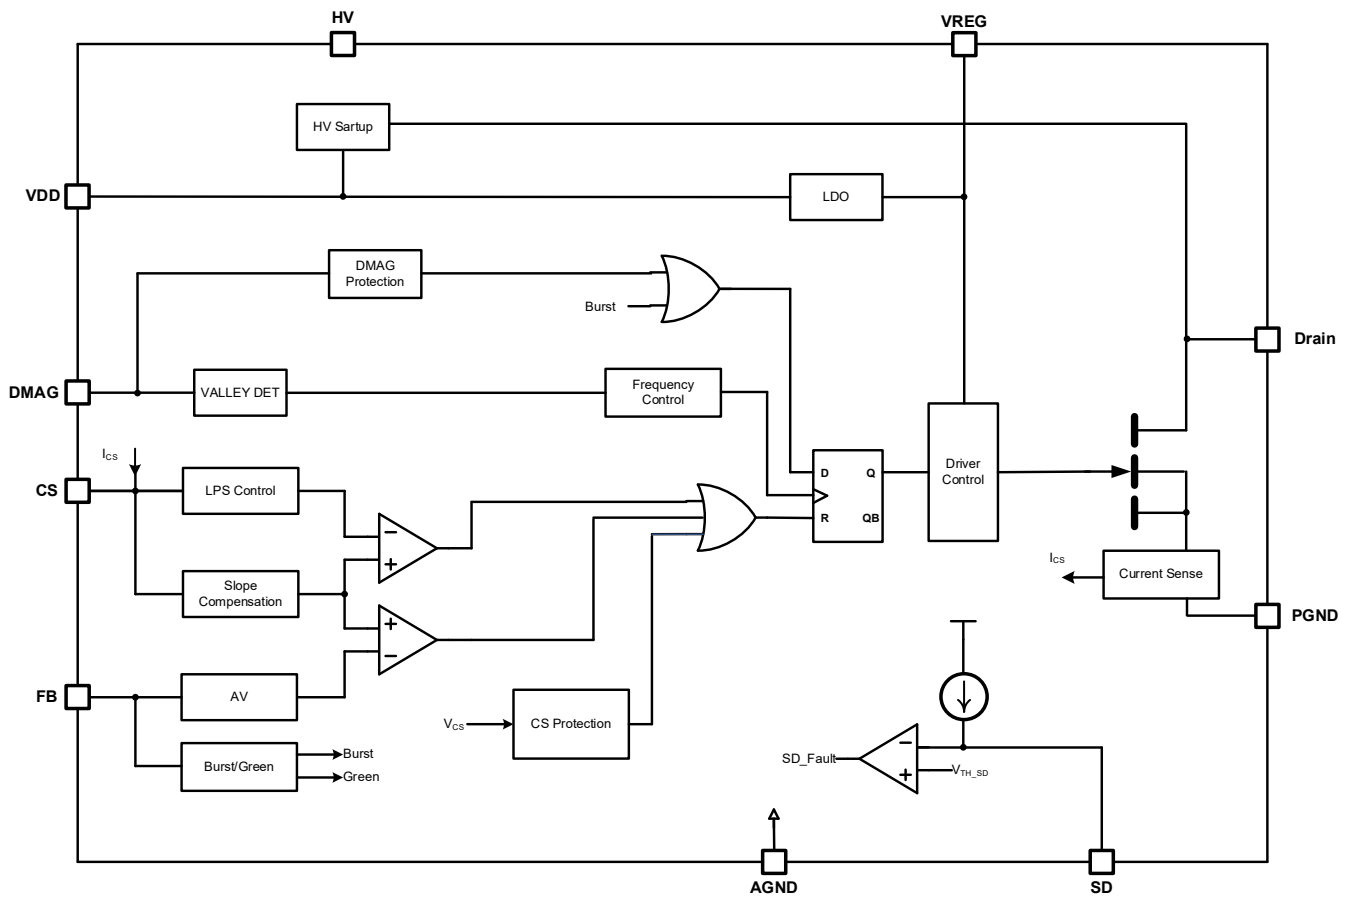 HV
VREG
HV Sartup
VDD
LDO
DMAG
Protection
Burst
Drain
DMAG
VALLEY DET
Frequency
Control
ICS
CS
LPS Control
D
Q
R
QB
Driver
Control
Slope
Compensation
ICS
Current Sense
PGND
FB
AV
VCS
CS Protection
Burst/Green
Burst
Green
SD_Fault
VTH_SD
AGND
SD